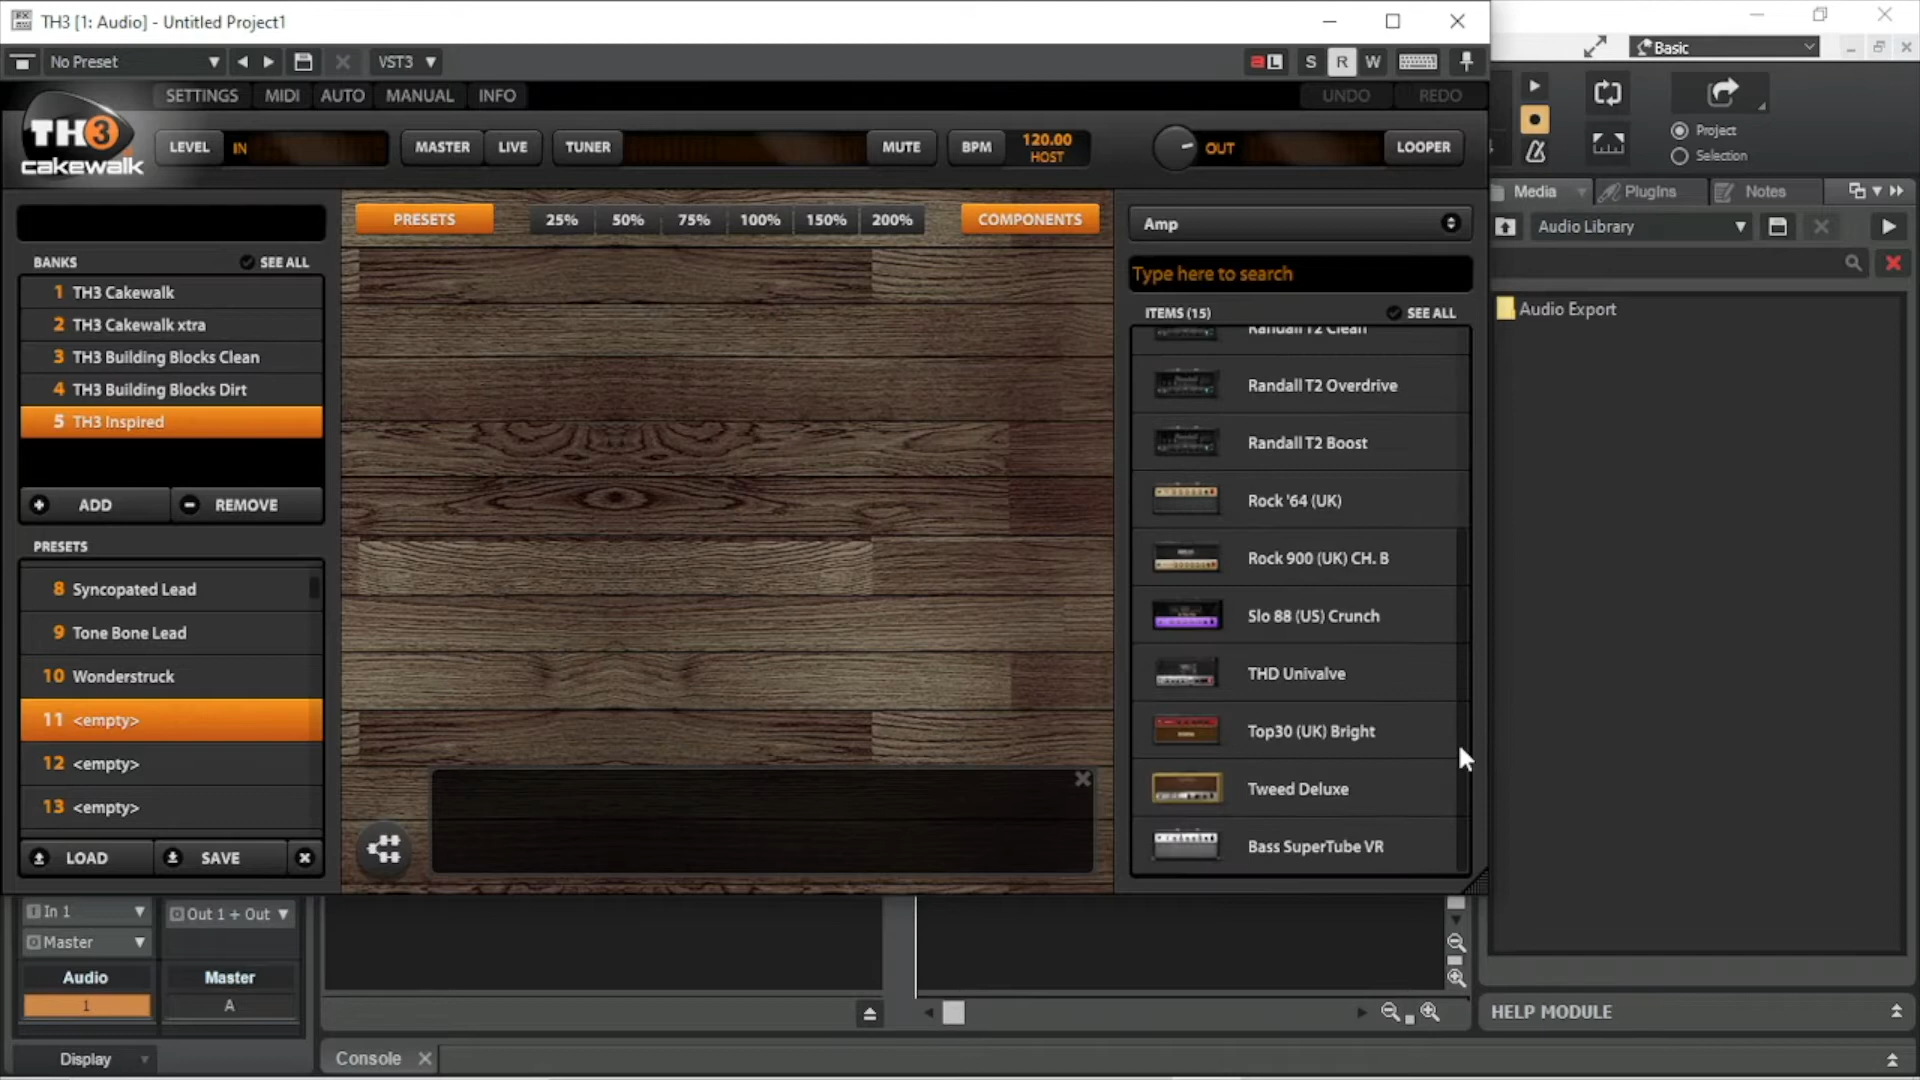 TH3 [1: Audio] - Untitled Project1
Basic
No Preset
VST3
S
R
W
SETTINGS
MIDI
AUTO
MANUAL
INFO
UNDO
REDO
TH3
cakewalk
LEVEL
IN
MASTER
LIVE
TUNER
MUTE
BPM
120.00
HOST
OUT
LOOPER
Project
Selection
Media
PlugIns
Notes
Audio Library
Audio Export
BANKS
SEE ALL
1 TH3 Cakewalk
2 TH3 Cakewalk xtra
3 TH3 Building Blocks Clean
4 TH3 Building Blocks Dirt
5 TH3 Inspired
ADD
REMOVE
PRESETS
8 Syncopated Lead
9 Tone Bone Lead
10 Wonderstruck
11 <empty>
12 <empty>
13 <empty>
LOAD
SAVE
PRESETS
25%
50%
75%
100%
150%
200%
COMPONENTS
Amp
Type here to search
ITEMS (15)
SEE ALL
Randall T2 Clean
Randall T2 Overdrive
Randall T2 Boost
Rock '64 (UK)
Rock 900 (UK) CH. B
Slo 88 (US) Crunch
THD Univalve
Top30 (UK) Bright
Tweed Deluxe
Bass SuperTube VR
In 1
Out 1 + Out
Master
Audio
Master
1
A
Display
Console
HELP MODULE